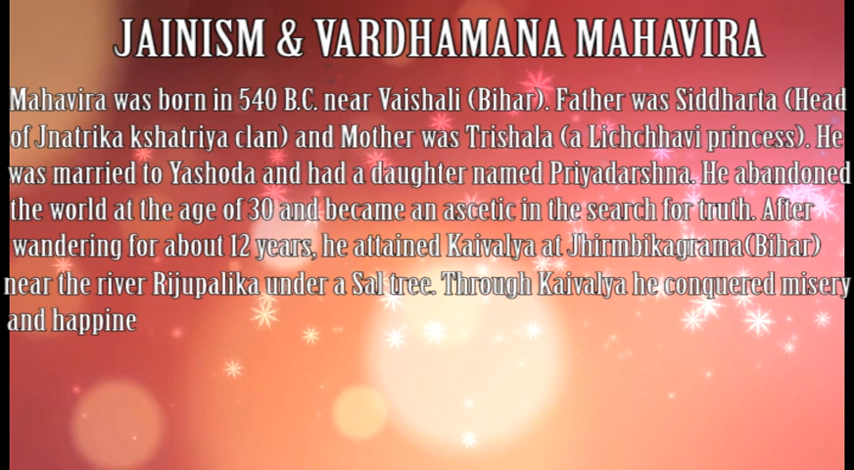 JAINISM & VARDHAMANA MAHAVIRA
Mahavira was born in 540 B.C. near Vaishali (Bihar). Father was Siddharta (Head
of Jnatrika kshatriya clan) and Mother was Trishala (a Lichchhavi princess). He
was married to Yashoda and had a daughter named Priyadarshna. He abandoned
the world at the age of 30 and became an ascetic in the search for truth. After
wandering for about 12 years, he attained Kaivalya at Jhirmbikagrama(Bihar)
near the river Rijupalika under a Sal tree. Through Kaivalya he conquered misery
and happine